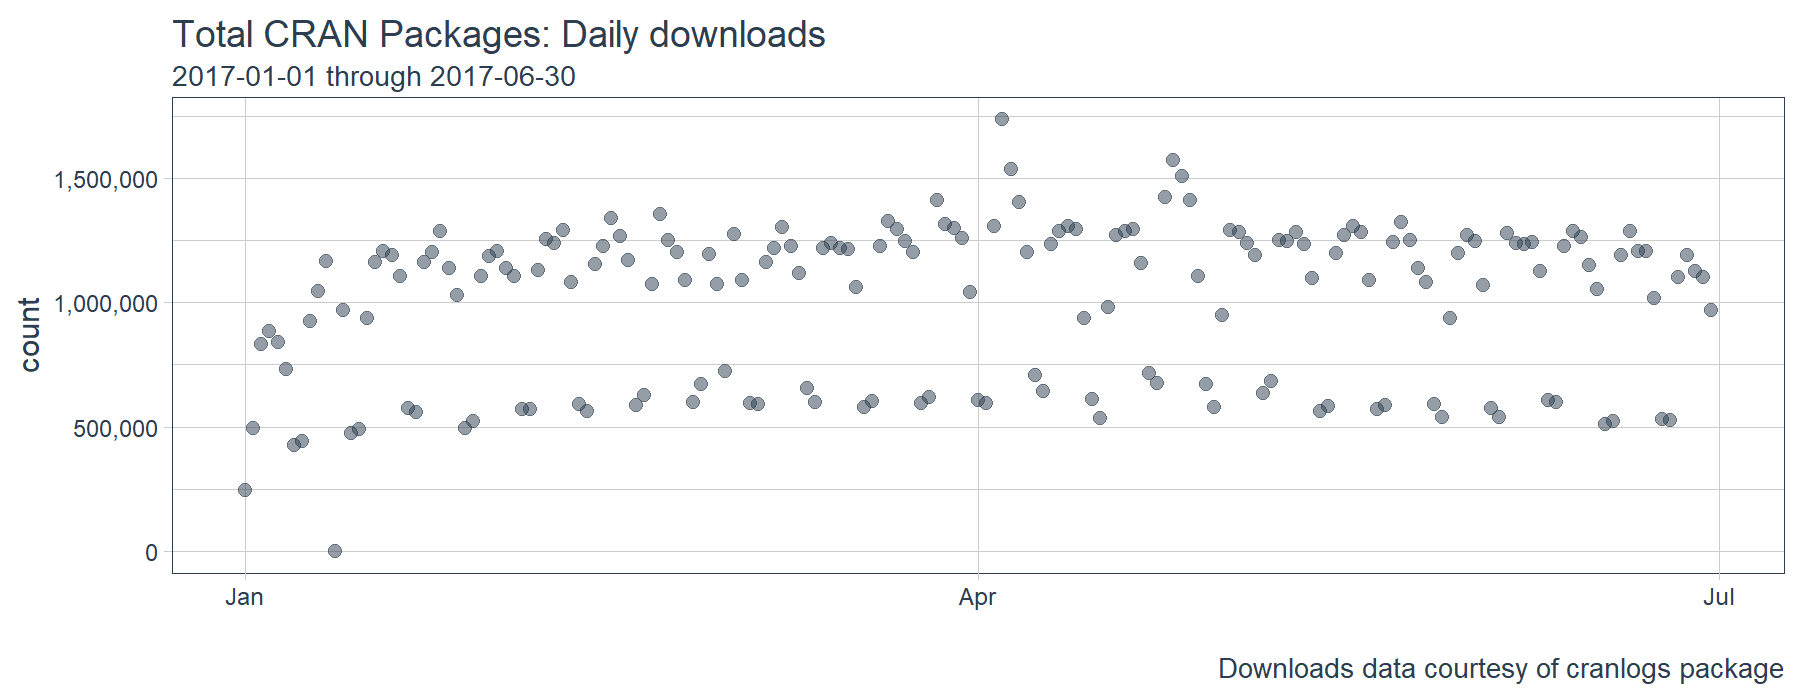 Total CRAN Packages: Daily downloads
2017-01-01 through 2017-06-30
count
1,500,000
1,000,000
500,000
0
Jan Apr Jul
Downloads data courtesy of cranlogs package